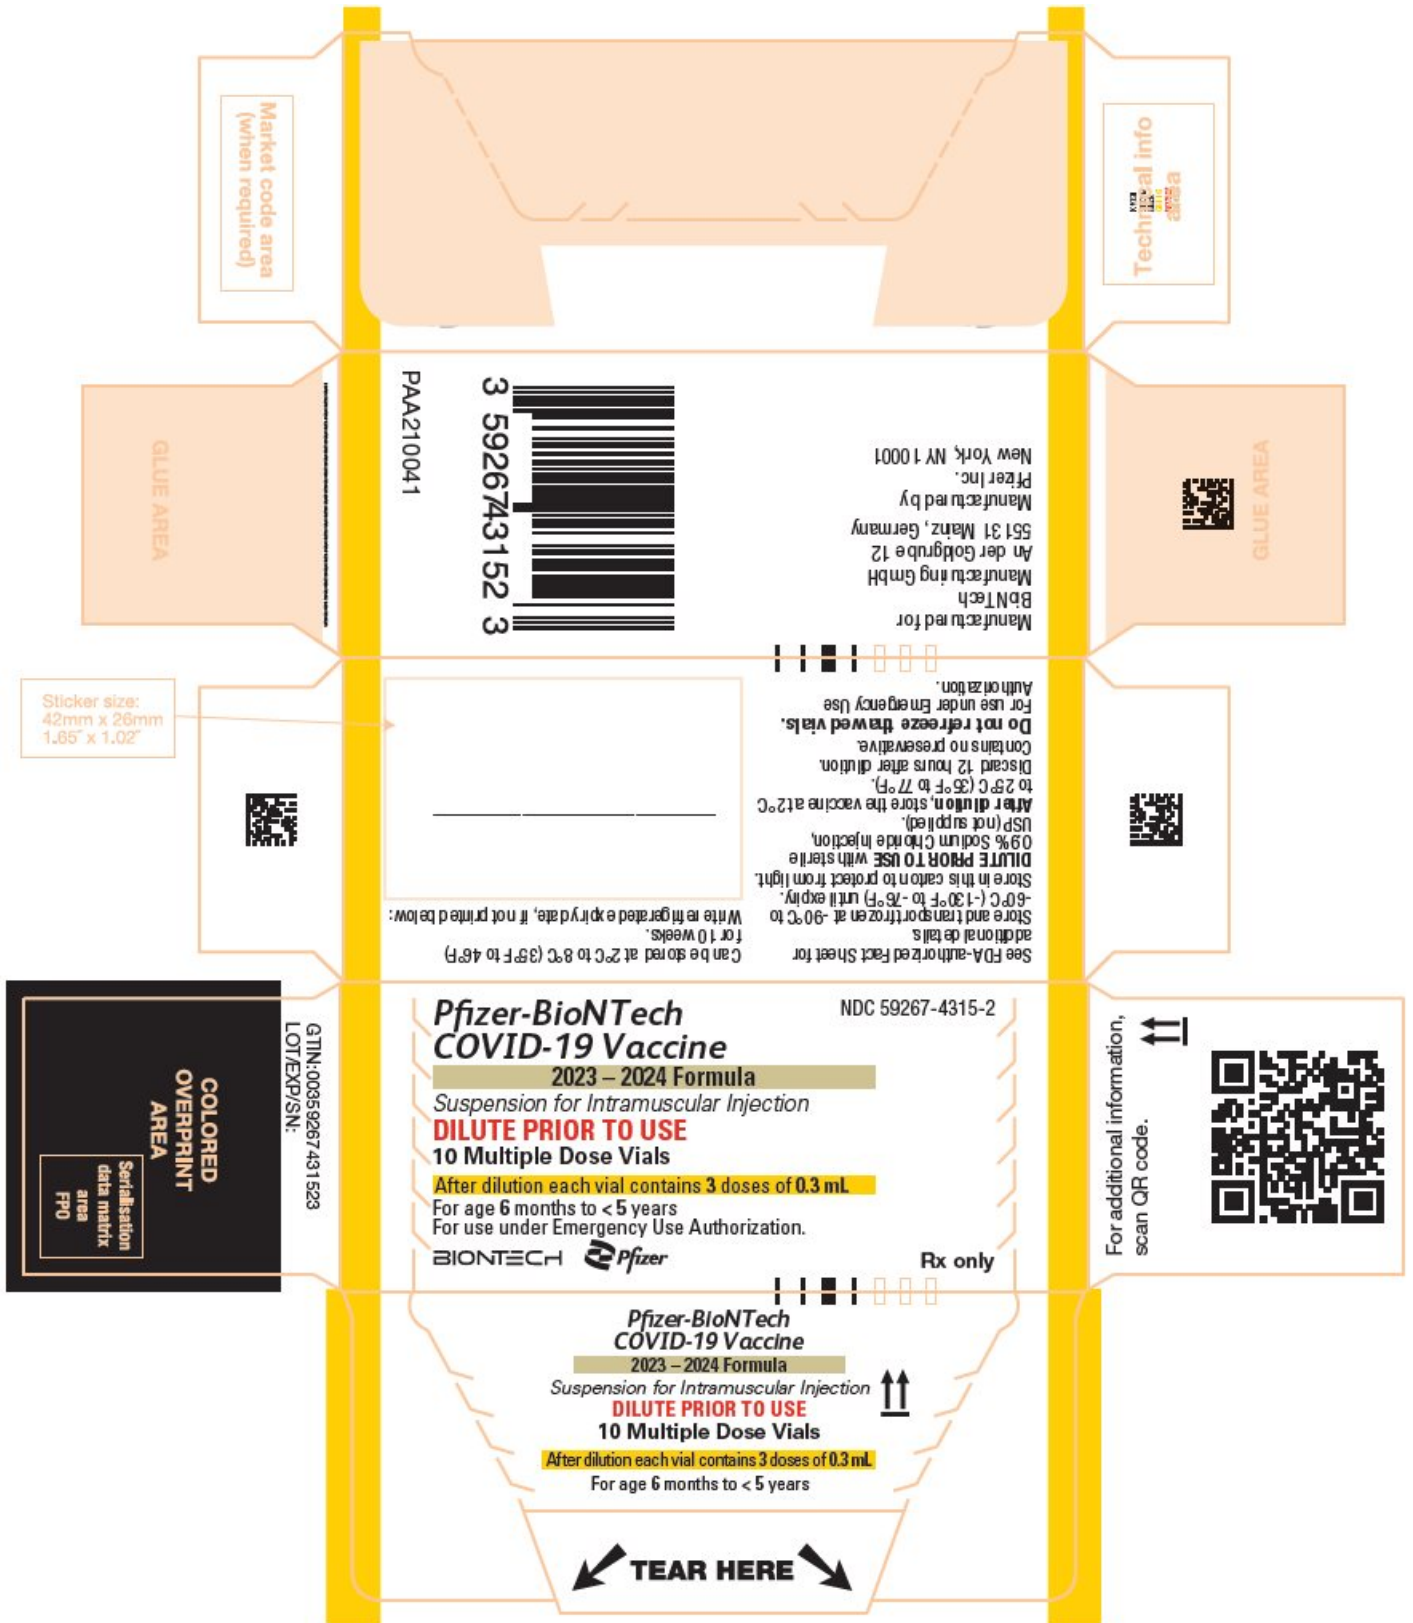 Market code area
(when required)
Technical info
area
GLUE AREA
PAA210041
3 5926743152 3
Manufactured for
BioNTech
Manufacturing GmbH
An der Goldgrube 12
55131 Mainz, Germany
Manufactured by
Pfizer Inc.
New York, NY 10001
GLUE AREA
Sticker size:
42mm x 26mm
1.65" x 1.02"
Can be stored at 2°C to 8°C (35°F to 46°F)
for 10 weeks.
Write refrigerated expiry date, if not printed below:
See FDA-authorized Fact Sheet for
additional details.
Store and transport frozen at -90°C to
-60°C (-130°F to -76°F) until expiry.
Store in this carton to protect from light.
DILUTE PRIOR TO USE with sterile
0.9% Sodium Chloride Injection,
USP (not supplied).
After dilution, store the vaccine at 2°C
to 25°C (35°F to 77°F).
Discard 12 hours after dilution.
Contains no preservative.
Do not refreeze thawed vials.
For use under Emergency Use
Authorization.
COLORED
OVERPRINT
AREA
Serialisation
data matrix
area
FPO
GTIN:00359267431523
LOT/EXP/SN:
Pfizer-BioNTech
COVID-19 Vaccine
NDC 59267-4315-2
2023 – 2024 Formula
Suspension for Intramuscular Injection
DILUTE PRIOR TO USE
10 Multiple Dose Vials
After dilution each vial contains 3 doses of 0.3 mL
For age 6 months to < 5 years
For use under Emergency Use Authorization.
BIONTECH Pfizer
Rx only
For additional information,
scan QR code.
Pfizer-BioNTech
COVID-19 Vaccine
2023 – 2024 Formula
Suspension for Intramuscular Injection
DILUTE PRIOR TO USE
10 Multiple Dose Vials
After dilution each vial contains 3 doses of 0.3 mL
For age 6 months to < 5 years
TEAR HERE